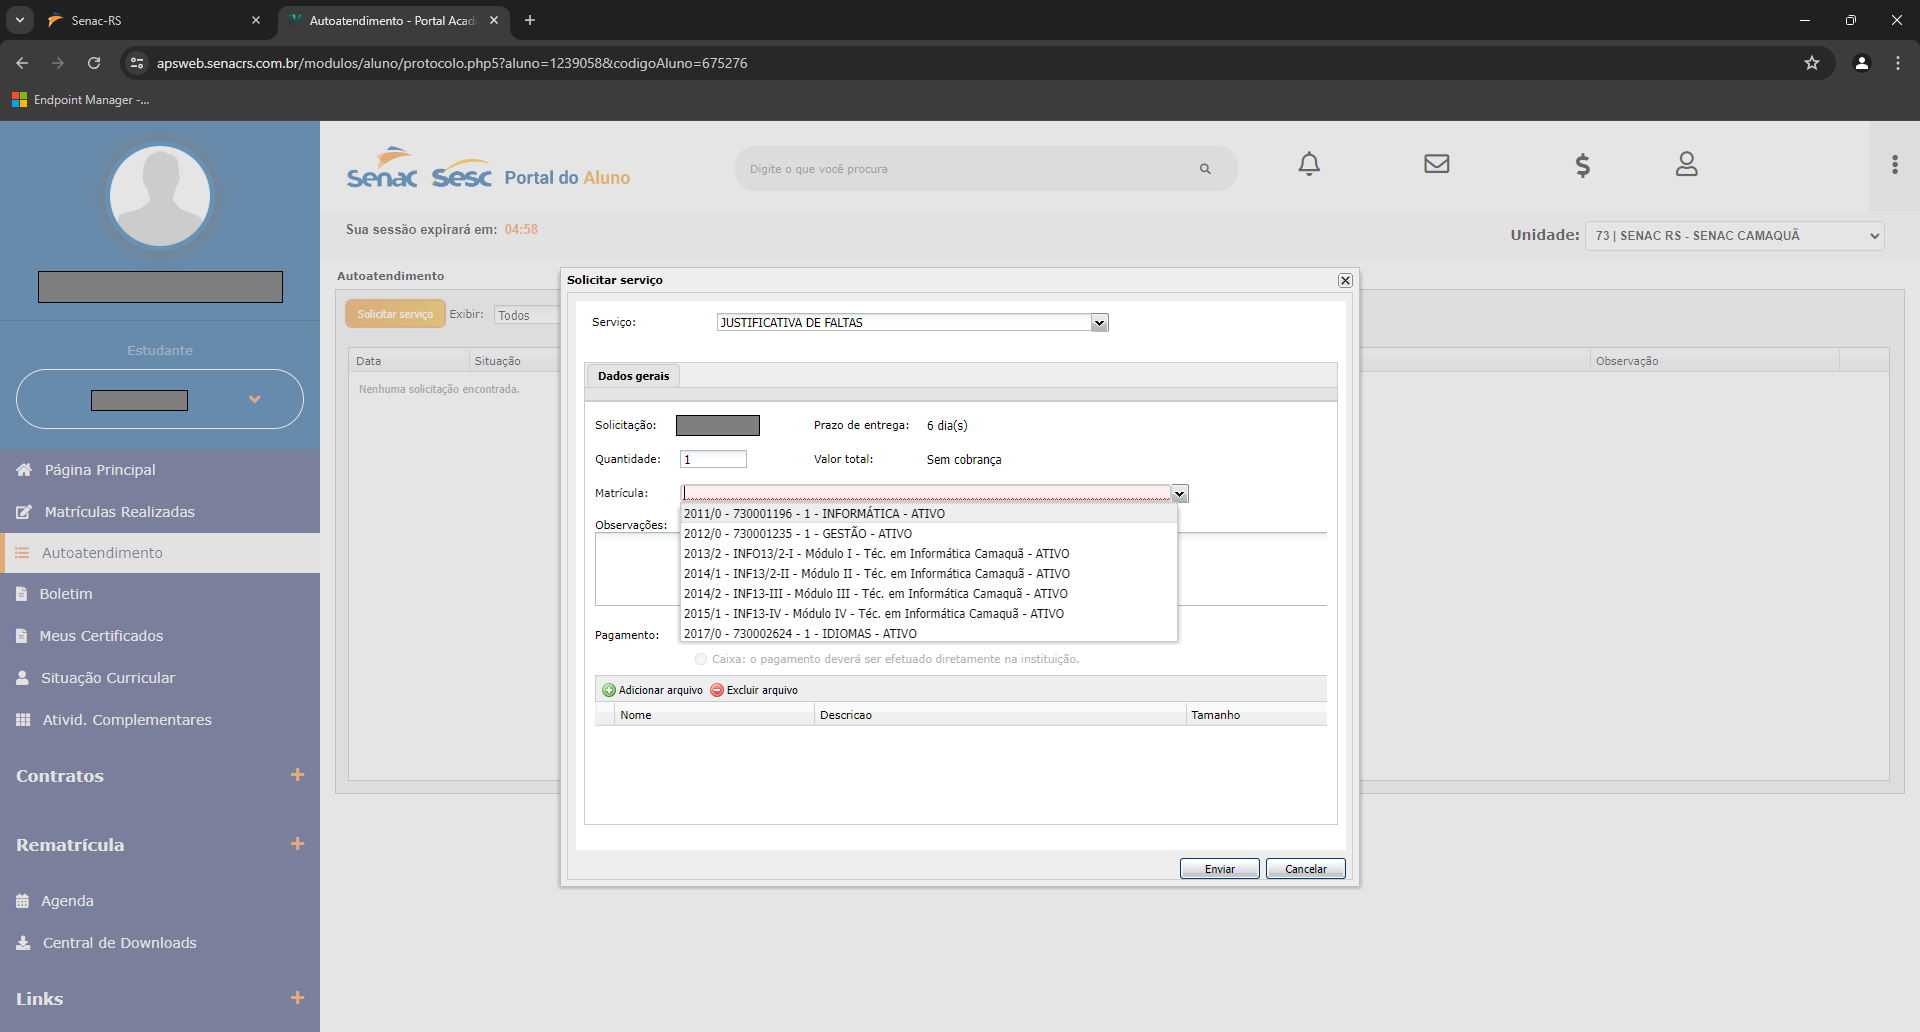 Senac-RS
Autoatendimento - Portal Acad
apsweb.senacrs.com.br/modulos/aluno/protocolo.php5?aluno=1239058&codigoAluno=675276
Endpoint Manager -...
Senac Sesc Portal do Aluno
Digite o que você procura
$
Sua sessão expirará em: 04:58
Unidade: 73 | SENAC RS - SENAC CAMAQUÃ
Estudante
Página Principal
Matrículas Realizadas
Autoatendimento
Boletim
Meus Certificados
Situação Curricular
Ativid. Complementares
Contratos +
Rematrícula +
Agenda
Central de Downloads
Links +
Autoatendimento
Solicitar serviço Exibir: Todos
Data Situação Observação
Nenhuma solicitação encontrada.
Solicitar serviço
Serviço: JUSTIFICATIVA DE FALTAS
Dados gerais
Solicitação: Prazo de entrega: 6 dia(s)
Quantidade: 1 Valor total: Sem cobrança
Matrícula:
2011/0 - 730001196 - 1 - INFORMÁTICA - ATIVO
2012/0 - 730001235 - 1 - GESTÃO - ATIVO
2013/2 - INFO13/2-I - Módulo I - Téc. em Informática Camaquã - ATIVO
2014/1 - INF13/2-II - Módulo II - Téc. em Informática Camaquã - ATIVO
2014/2 - INF13-III - Módulo III - Téc. em Informática Camaquã - ATIVO
2015/1 - INF13-IV - Módulo IV - Téc. em Informática Camaquã - ATIVO
2017/0 - 730002624 - 1 - IDIOMAS - ATIVO
Observações:
Pagamento:
Caixa: o pagamento deverá ser efetuado diretamente na instituição.
Adicionar arquivo Excluir arquivo
Nome Descricao Tamanho
Enviar Cancelar